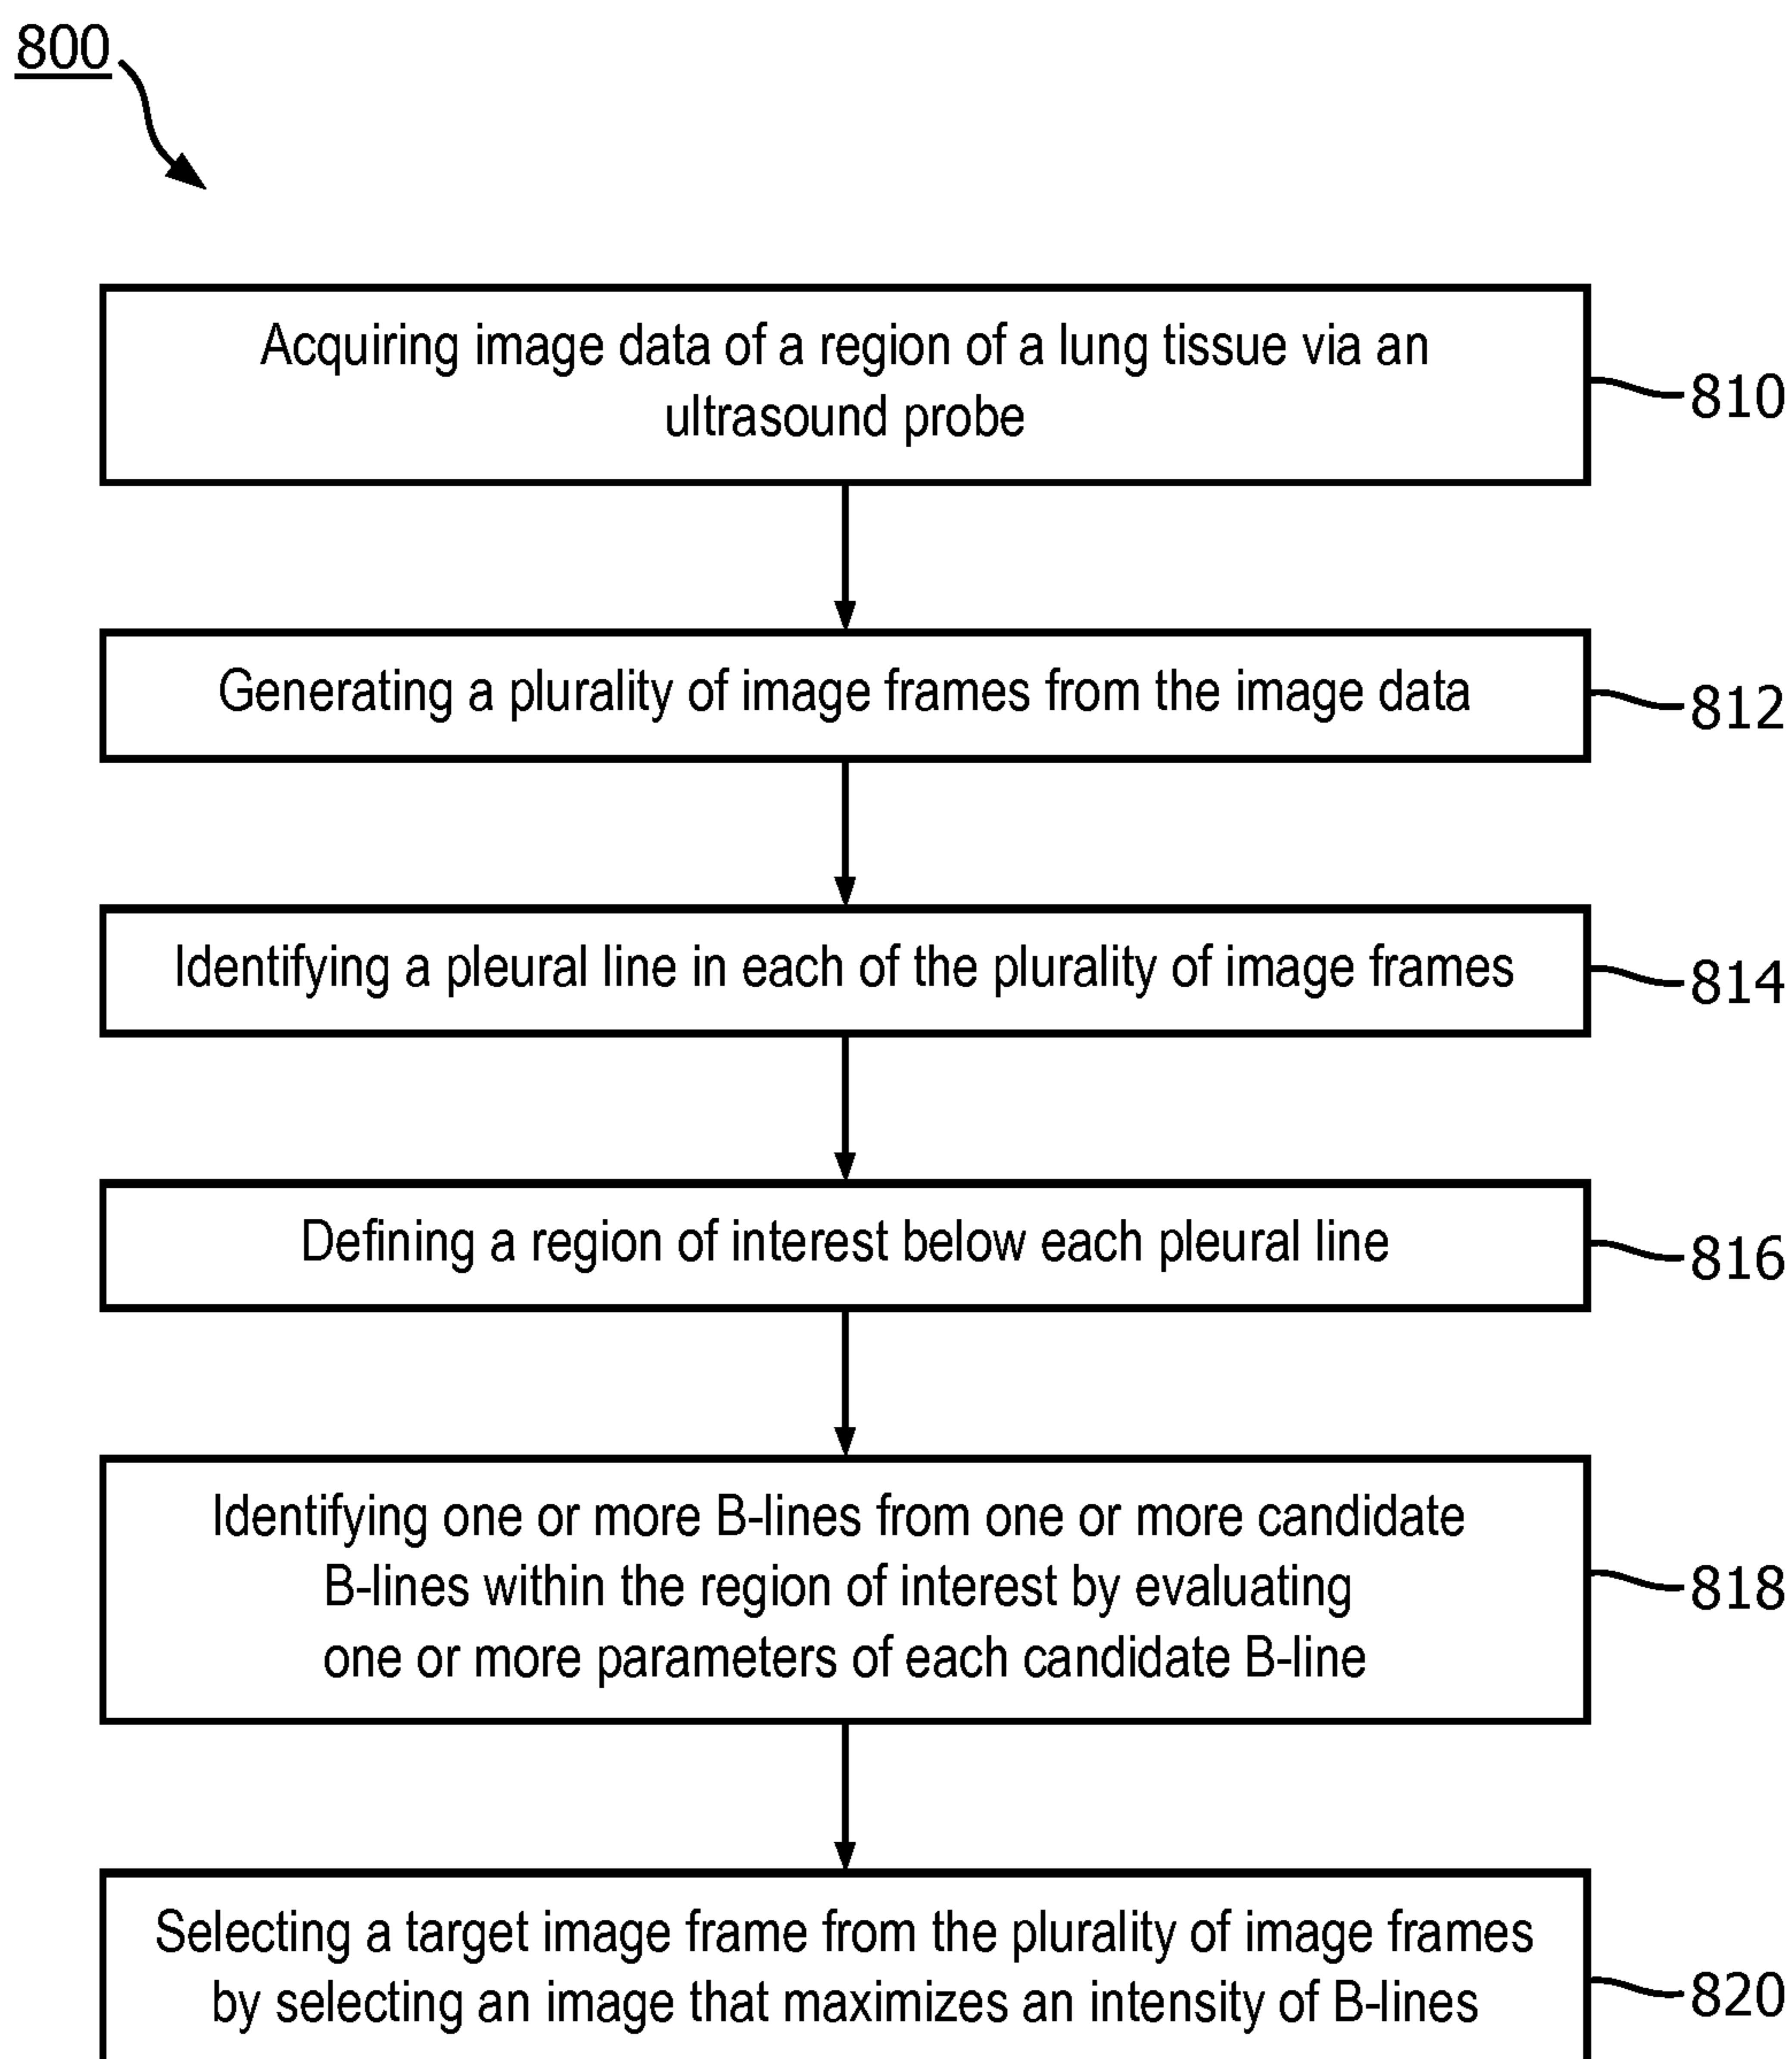 800
Acquiring image data of a region of a lung tissue via an
ultrasound probe
810
Generating a plurality of image frames from the image data
812
Identifying a pleural line in each of the plurality of image frames
814
Defining a region of interest below each pleural line
816
Identifying one or more B-lines from one or more candidate
B-lines within the region of interest by evaluating
one or more parameters of each candidate B-line
818
Selecting a target image frame from the plurality of image frames
by selecting an image that maximizes an intensity of B-lines
820